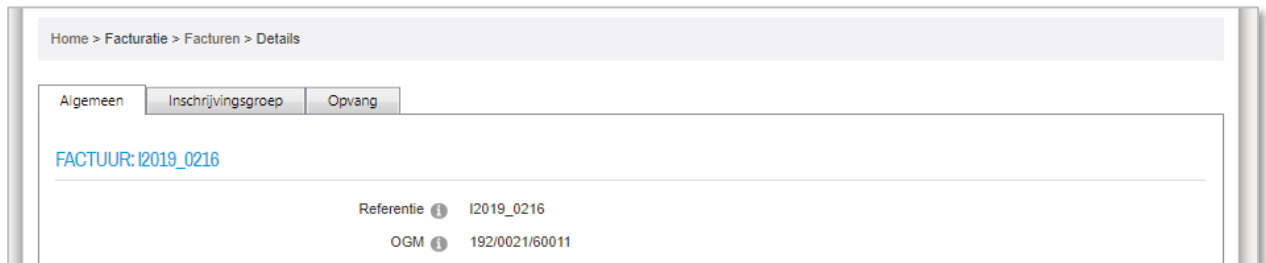 Home > Facturatie > Facturen > Details
Algemeen Inschrijvingsgroep Opvang
FACTUUR: I2019_0216
Referentie I2019_0216
OGM 192/0021/60011